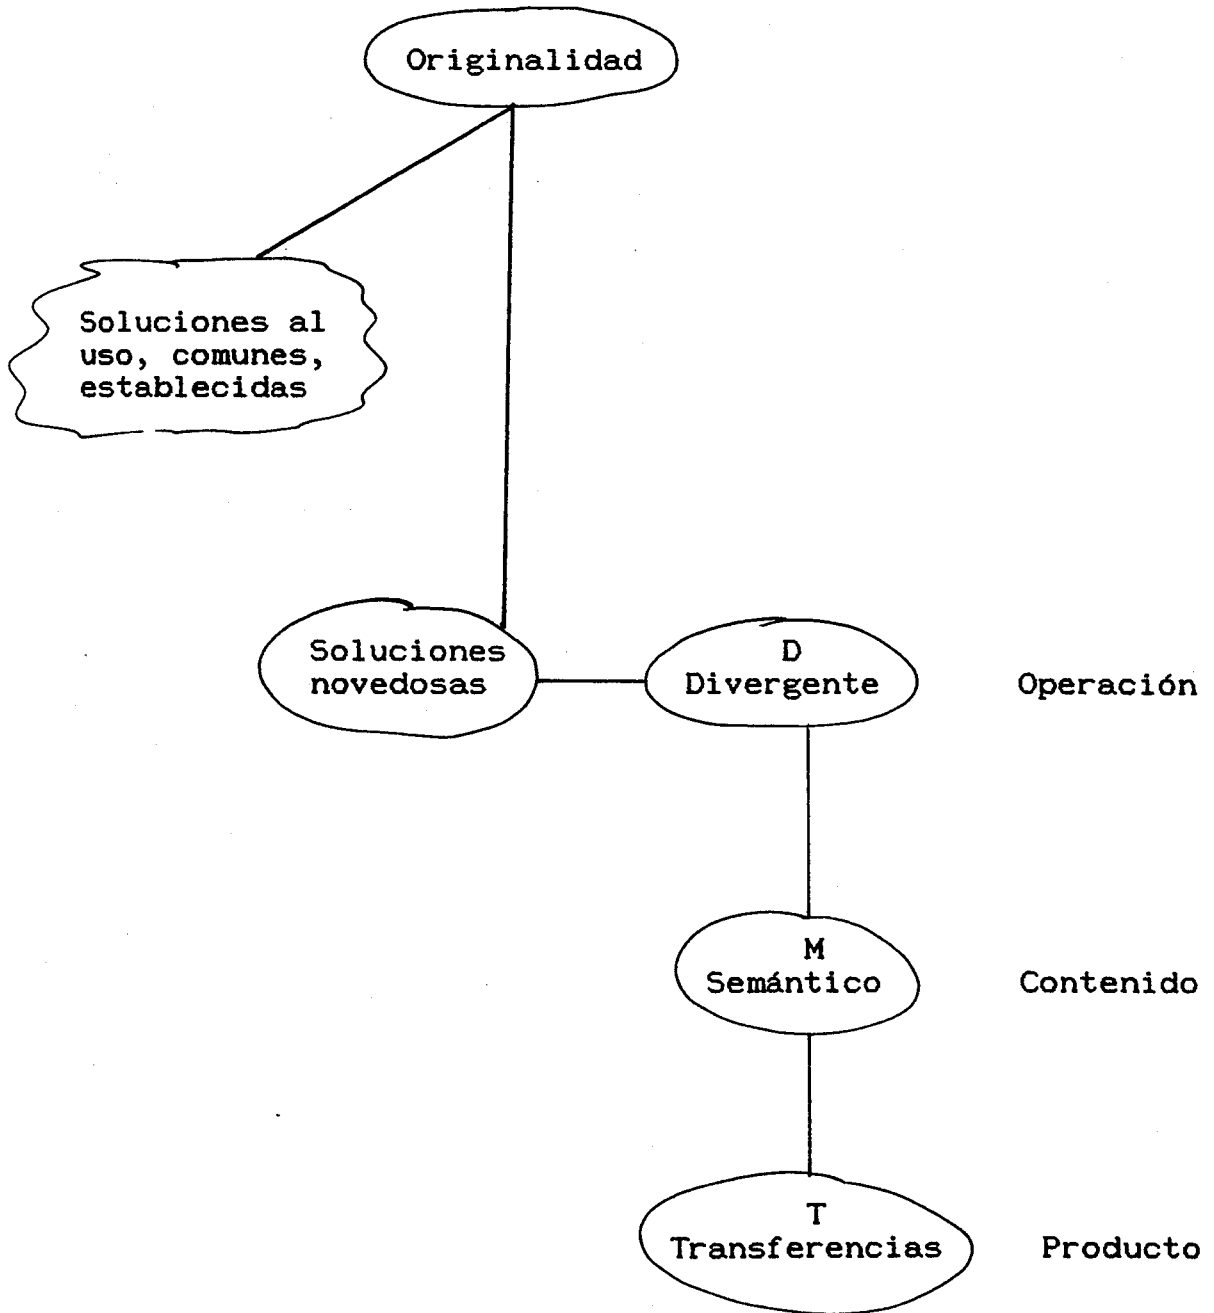 Originalidad
Soluciones al
uso, comunes,
establecidas
Soluciones
novedosas
D
Divergente
Operación
M
Semántico
Contenido
T
Transferencias
Producto